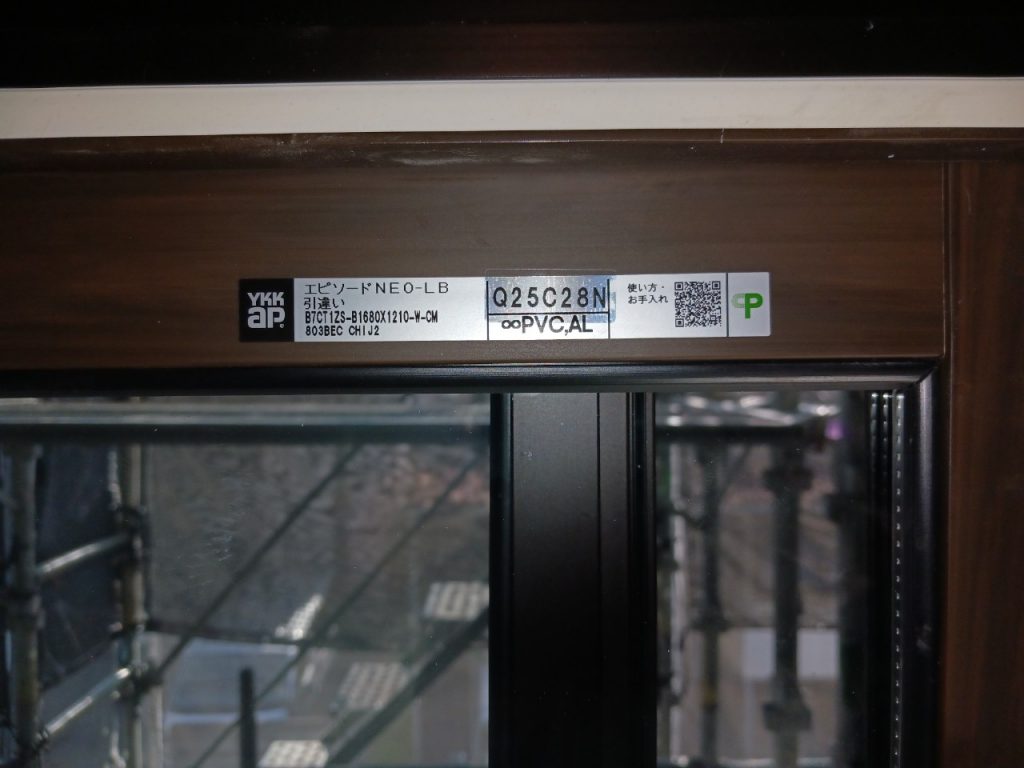 YKK
ap
エピソードNEO-LB
引違い
B7CT1ZS-B1680X1210-W-CM
803BEC CH1J2
Q25C28N
∞PVC,AL
使い方・
お手入れ
P